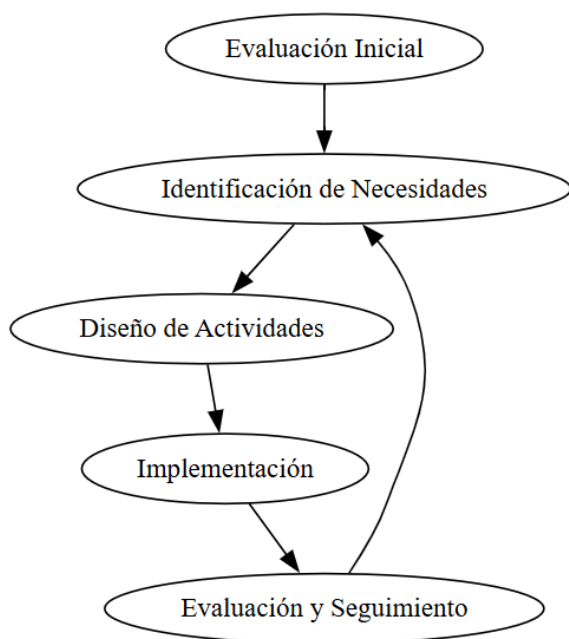 Evaluación Inicial
Identificación de Necesidades
Diseño de Actividades
Implementación
Evaluación y Seguimiento